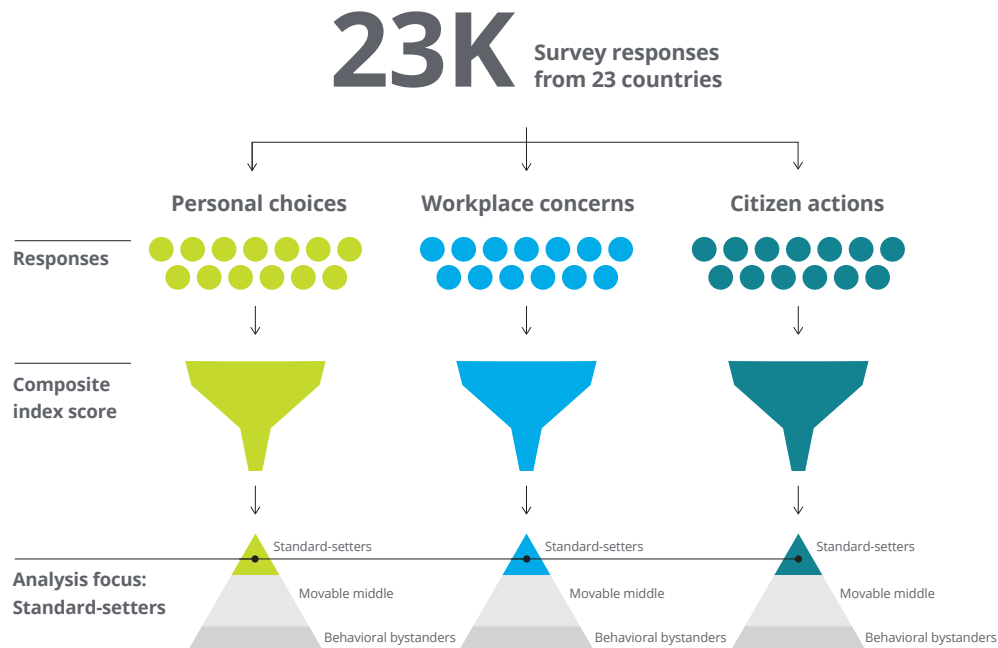 23K
Survey responses
from 23 countries
Personal choices
Workplace concerns
Citizen actions
Responses
Composite
index score
Analysis focus:
Standard-setters
Standard-setters
Movable middle
Behavioral bystanders
Standard-setters
Movable middle
Behavioral bystanders
Standard-setters
Movable middle
Behavioral bystanders